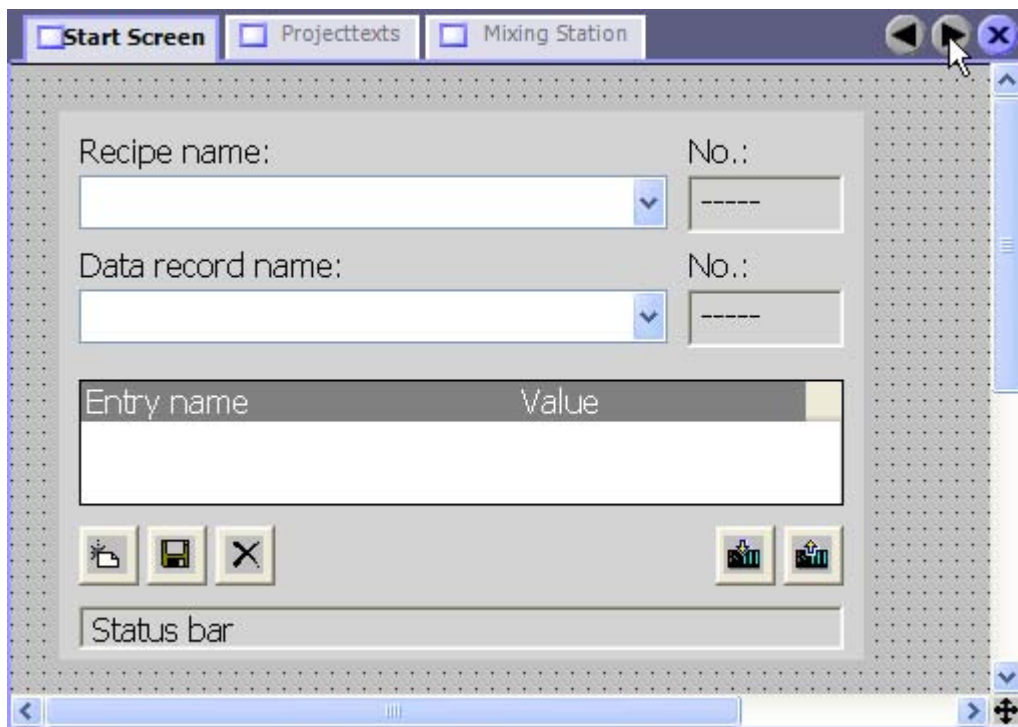 Start Screen Projecttexts Mixing Station
Recipe name: No.:
-----
Data record name: No.:
-----
Entry name Value
Status bar